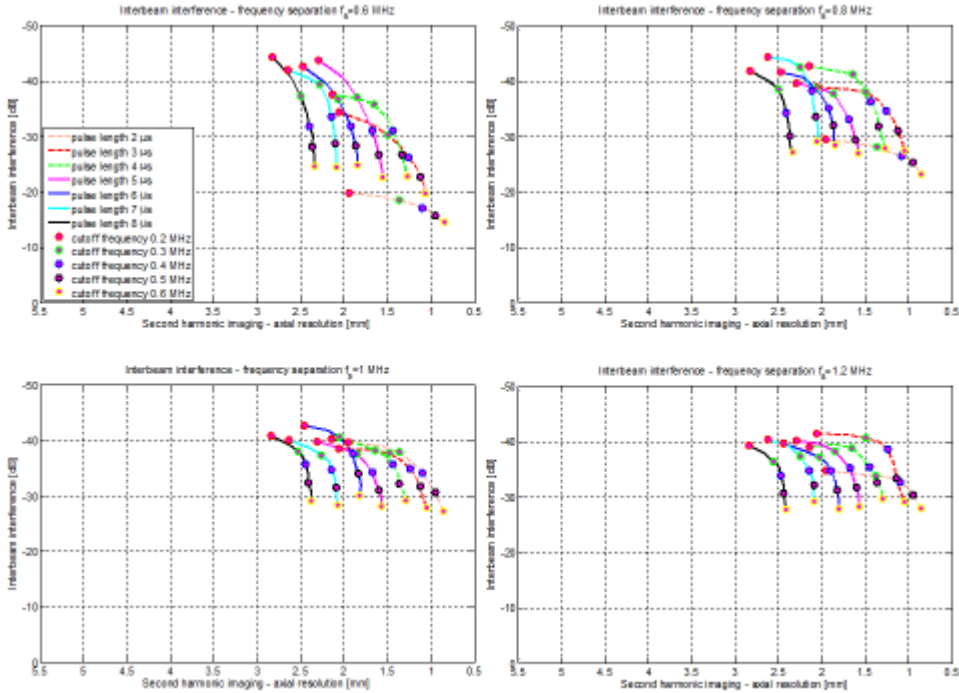 Interbeam interference - frequency separation fs=0.6 MHz
-50
-40
-30
-20
-10
0
Interbeam interference [dB]
pulse length 2 μs
pulse length 3 μs
pulse length 4 μs
pulse length 5 μs
pulse length 6 μs
pulse length 7 μs
pulse length 8 μs
cutoff frequency 0.2 MHz
cutoff frequency 0.3 MHz
cutoff frequency 0.4 MHz
cutoff frequency 0.5 MHz
cutoff frequency 0.6 MHz
5.5 5 4.5 4 3.5 3 2.5 2 1.5 1 0.5
Second harmonic imaging - axial resolution [mm]
Interbeam interference - frequency separation fs=0.8 MHz
-50
-40
-30
-20
-10
0
Interbeam interference [dB]
5.5 5 4.5 4 3.5 3 2.5 2 1.5 1 0.5
Second harmonic imaging - axial resolution [mm]
Interbeam interference - frequency separation fs=1 MHz
-50
-40
-30
-20
-10
0
Interbeam interference [dB]
5.5 5 4.5 4 3.5 3 2.5 2 1.5 1 0.5
Second harmonic imaging - axial resolution [mm]
Interbeam interference - frequency separation fs=1.2 MHz
-50
-40
-30
-20
-10
0
Interbeam interference [dB]
5.5 5 4.5 4 3.5 3 2.5 2 1.5 1 0.5
Second harmonic imaging - axial resolution [mm]